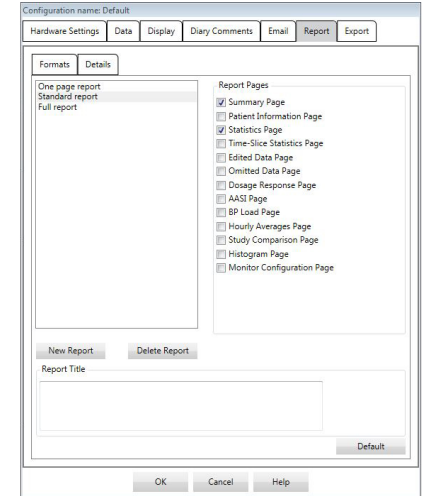 Configuration name: Default
Hardware Settings Data Display Diary Comments Email Report Export
Formats Details
One page report
Standard report
Full report
Report Pages
Summary Page
Patient Information Page
Statistics Page
Time-Slice Statistics Page
Edited Data Page
Omitted Data Page
Dosage Response Page
AASI Page
BP Load Page
Hourly Averages Page
Study Comparison Page
Histogram Page
Monitor Configuration Page
New Report Delete Report
Report Title
Default
OK Cancel Help